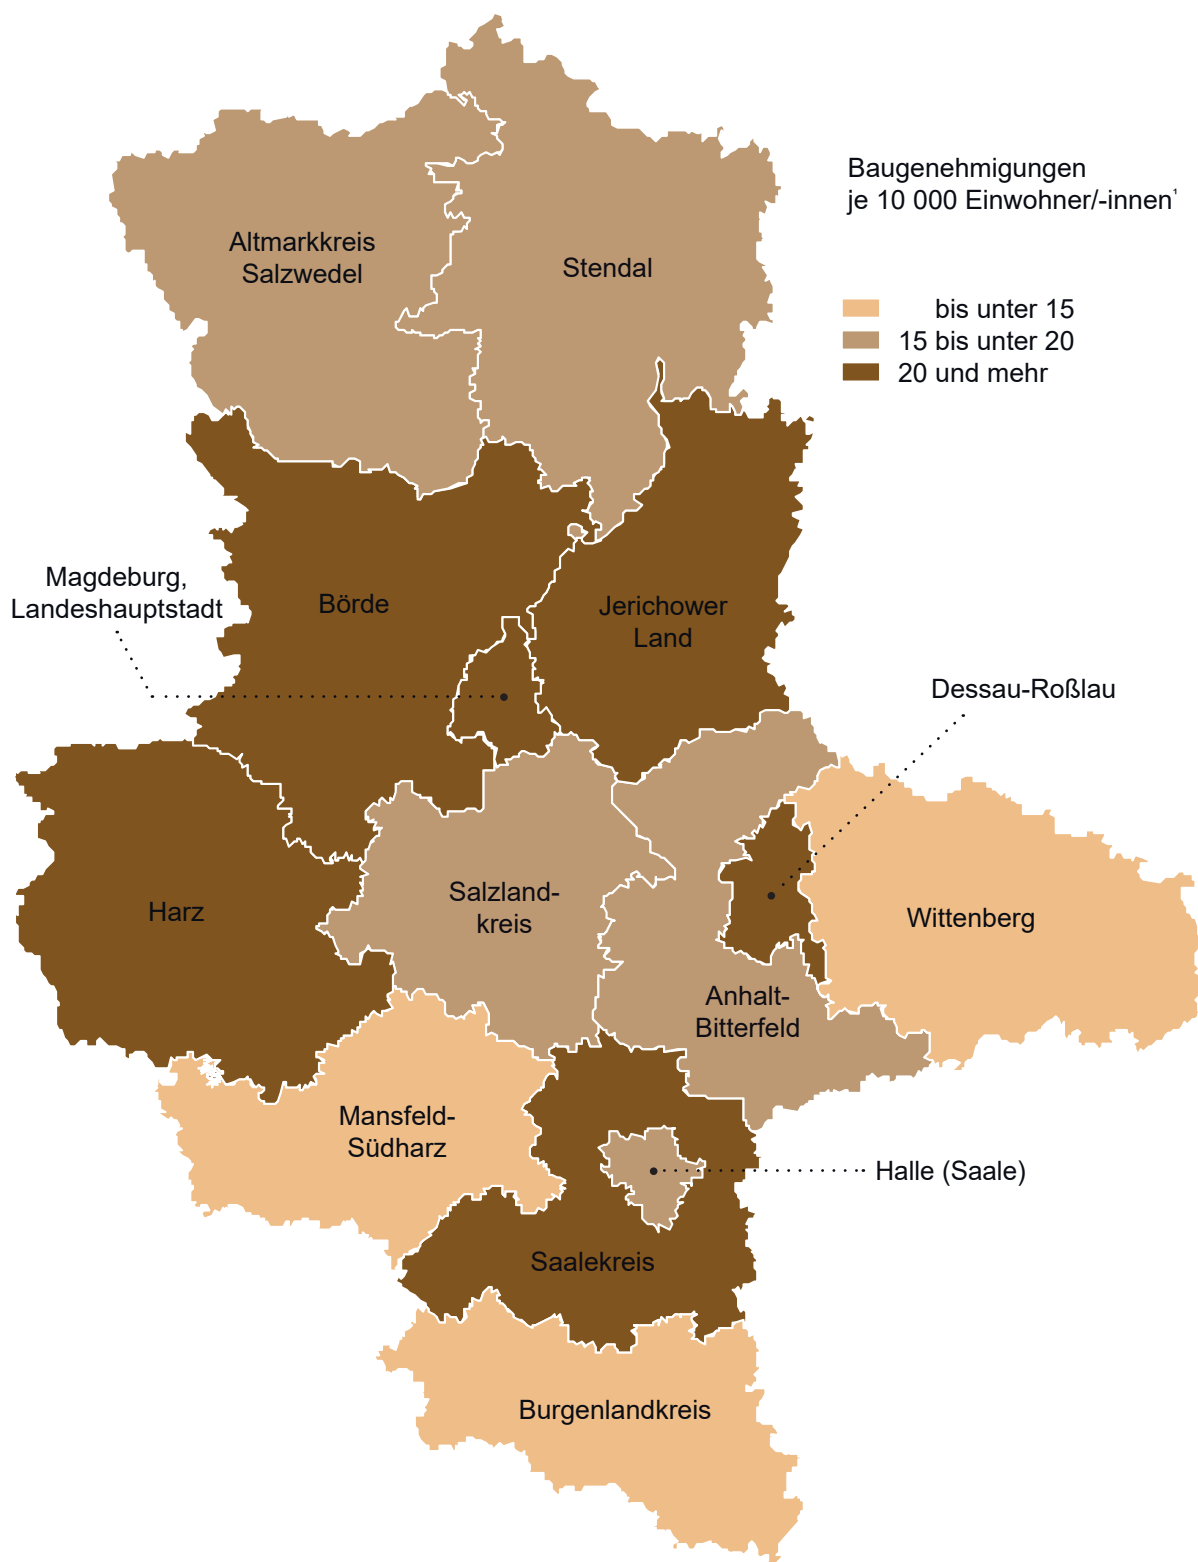 Baugenehmigungen
je 10 000 Einwohner/-innen¹
bis unter 15
15 bis unter 20
20 und mehr
Altmarkkreis
Salzwedel
Stendal
Magdeburg,
Landeshauptstadt
Börde
Jerichower
Land
Dessau-Roßlau
Harz
Salzland-
kreis
Wittenberg
Anhalt-
Bitterfeld
Mansfeld-
Südharz
Halle (Saale)
Saalekreis
Burgenlandkreis